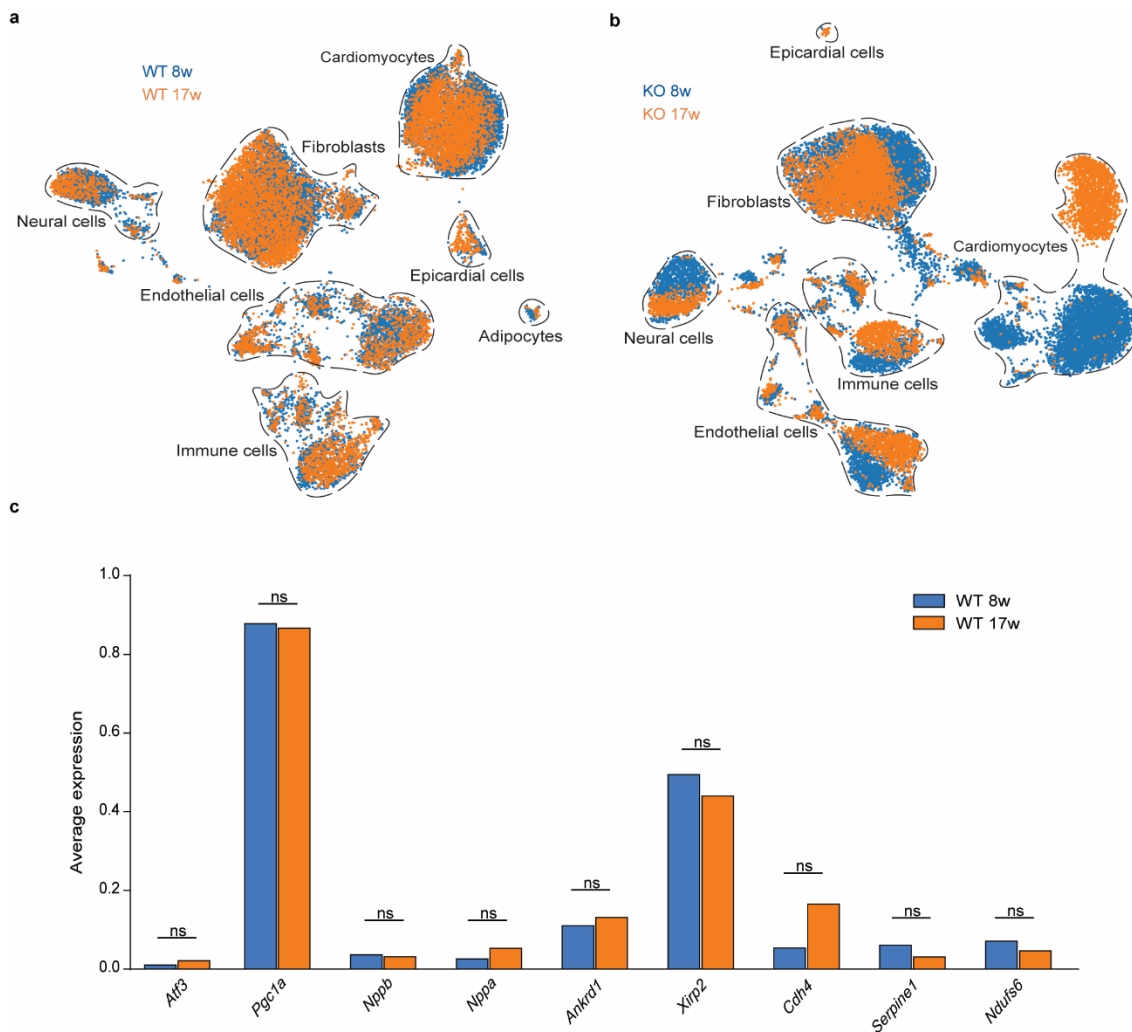 a
WT 8w
WT 17w
Cardiomyocytes
Fibroblasts
Neural cells
Endothelial cells
Epicardial cells
Adipocytes
Immune cells
b
Epicardial cells
KO 8w
KO 17w
Fibroblasts
Cardiomyocytes
Neural cells
Immune cells
Endothelial cells
c
Average expression
1.0
0.8
0.6
0.4
0.2
0.0
ns
ns
ns
ns
ns
ns
ns
ns
ns
WT 8w
WT 17w
Atf3
Pgc1a
Nppb
Nppa
Ankrd1
Xirp2
Cdh4
Serpine1
Ndufs6